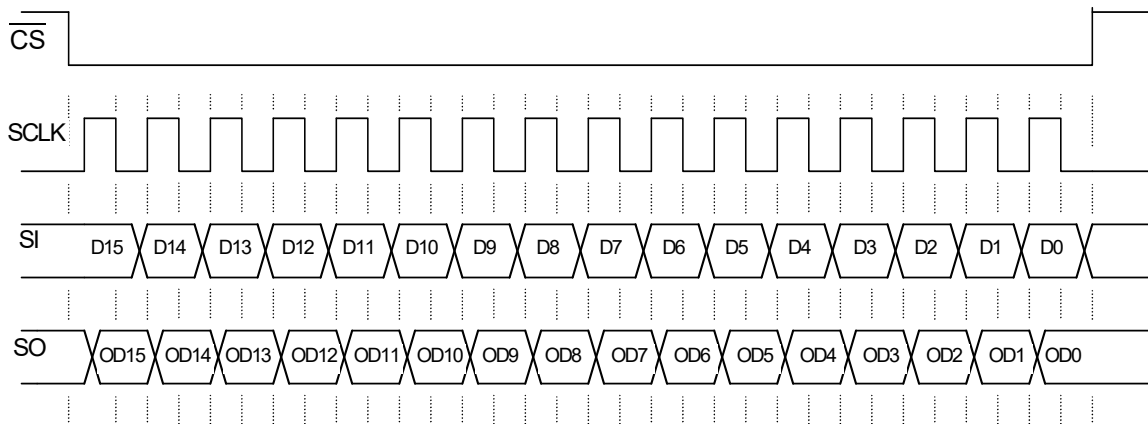 CS
SCLK
SI D15 D14 D13 D12 D11 D10 D9 D8 D7 D6 D5 D4 D3 D2 D1 D0
SO OD15 OD14 OD13 OD12 OD11 OD10 OD9 OD8 OD7 OD6 OD5 OD4 OD3 OD2 OD1 OD0